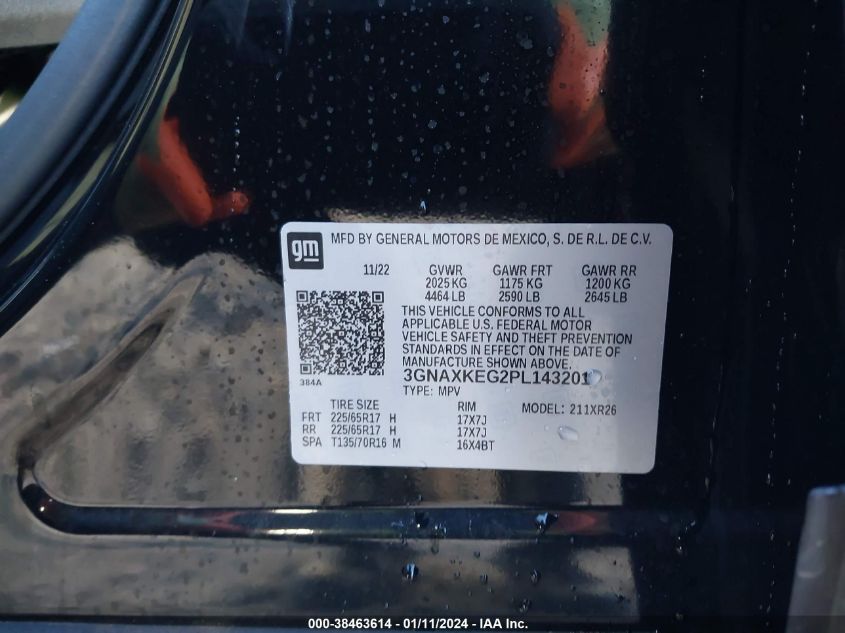 gm MFD BY GENERAL MOTORS DE MEXICO, S. DE R.L. DE C.V.
11/22 GVWR GAWR FRT GAWR RR
2025 KG 1175 KG 1200 KG
4464 LB 2590 LB 2645 LB
THIS VEHICLE CONFORMS TO ALL
APPLICABLE U.S. FEDERAL MOTOR
VEHICLE SAFETY AND THEFT PREVENTION
STANDARDS IN EFFECT ON THE DATE OF
MANUFACTURE SHOWN ABOVE.
384A
3GNAXKEG2PL143201
TYPE: MPV
TIRE SIZE RIM MODEL: 211XR26
FRT 225/65R17 H 17X7J
RR 225/65R17 H 17X7J
SPA T135/70R16 M 16X4BT
000-38463614 - 01/11/2024 - IAA Inc.